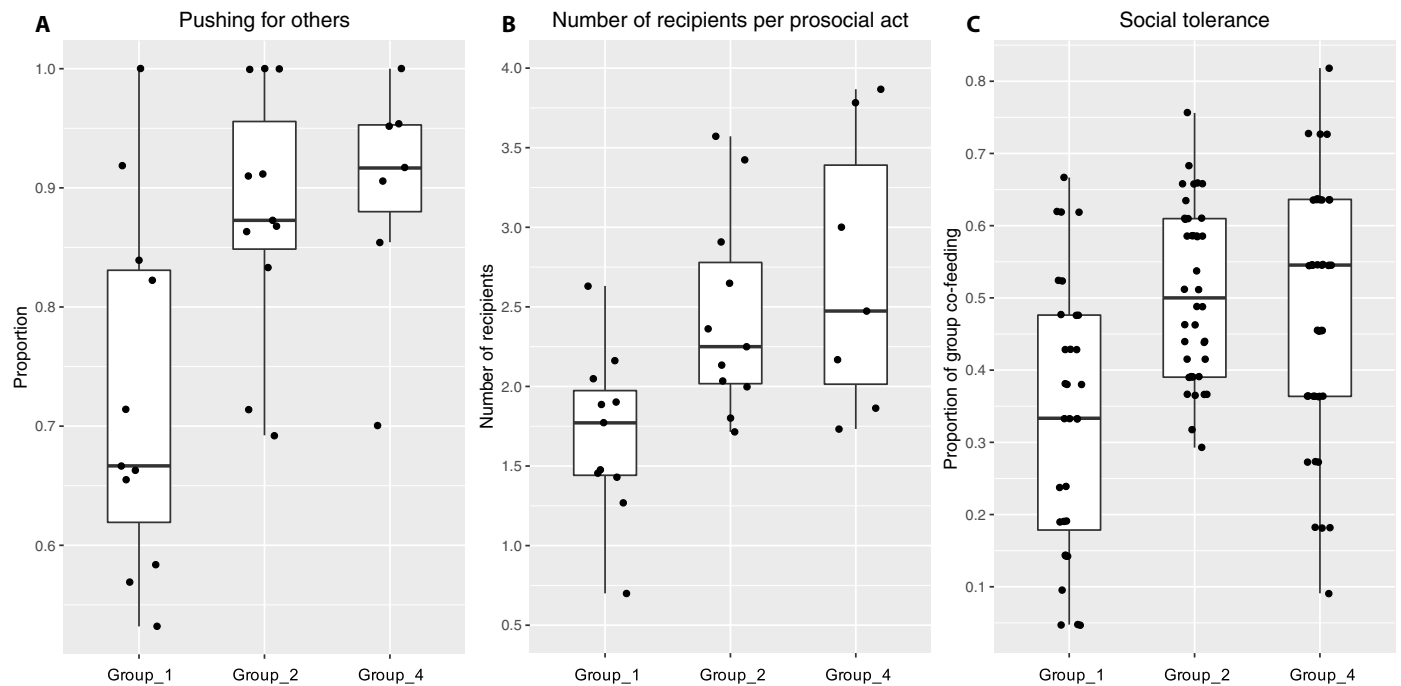 A
Pushing for others
Proportion
1.0
0.9
0.8
0.7
0.6
Group_1
Group_2
Group_4
B
Number of recipients per prosocial act
Number of recipients
4.0
3.5
3.0
2.5
2.0
1.5
1.0
0.5
Group_1
Group_2
Group_4
C
Social tolerance
Proportion of group co-feeding
0.8
0.7
0.6
0.5
0.4
0.3
0.2
0.1
Group_1
Group_2
Group_4